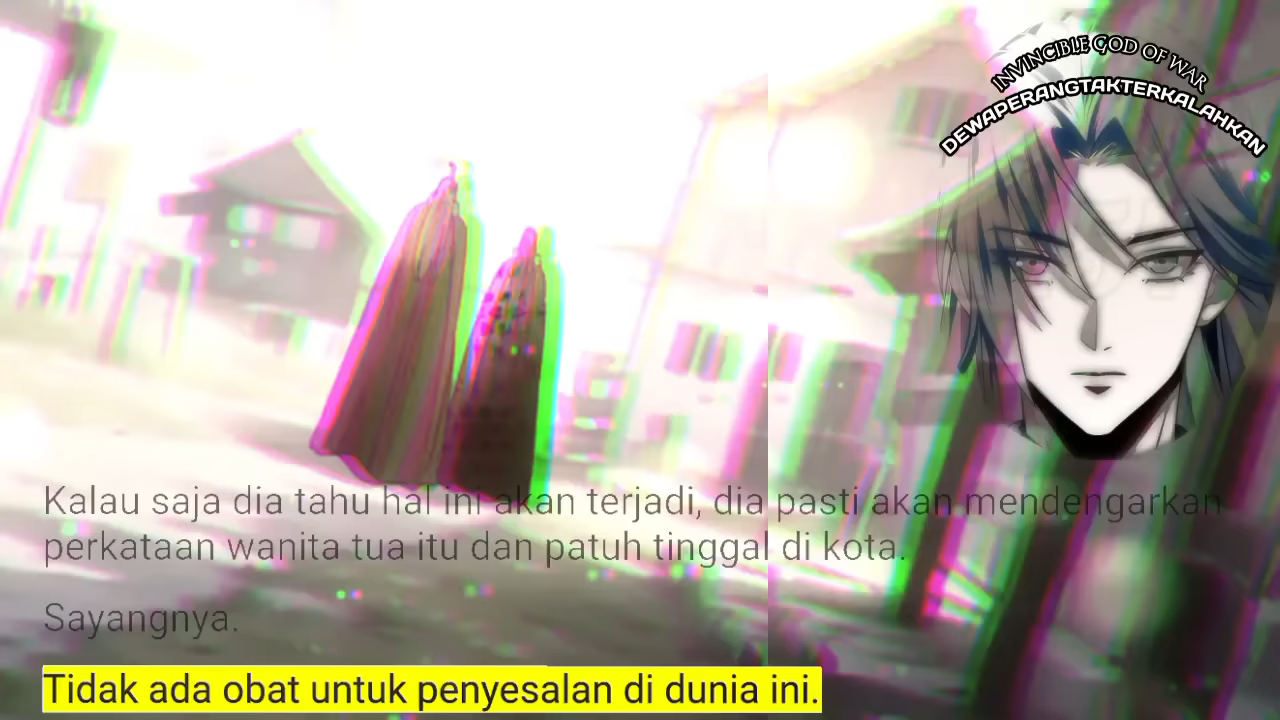 INVINCIBLE GOD OF WAR
DEWAPERANGTAKTERKALAHKAN
Kalau saja dia tahu hal ini akan terjadi, dia pasti akan mendengarkan
perkataan wanita tua itu dan patuh tinggal di kota.
Sayangnya.
Tidak ada obat untuk penyesalan di dunia ini.